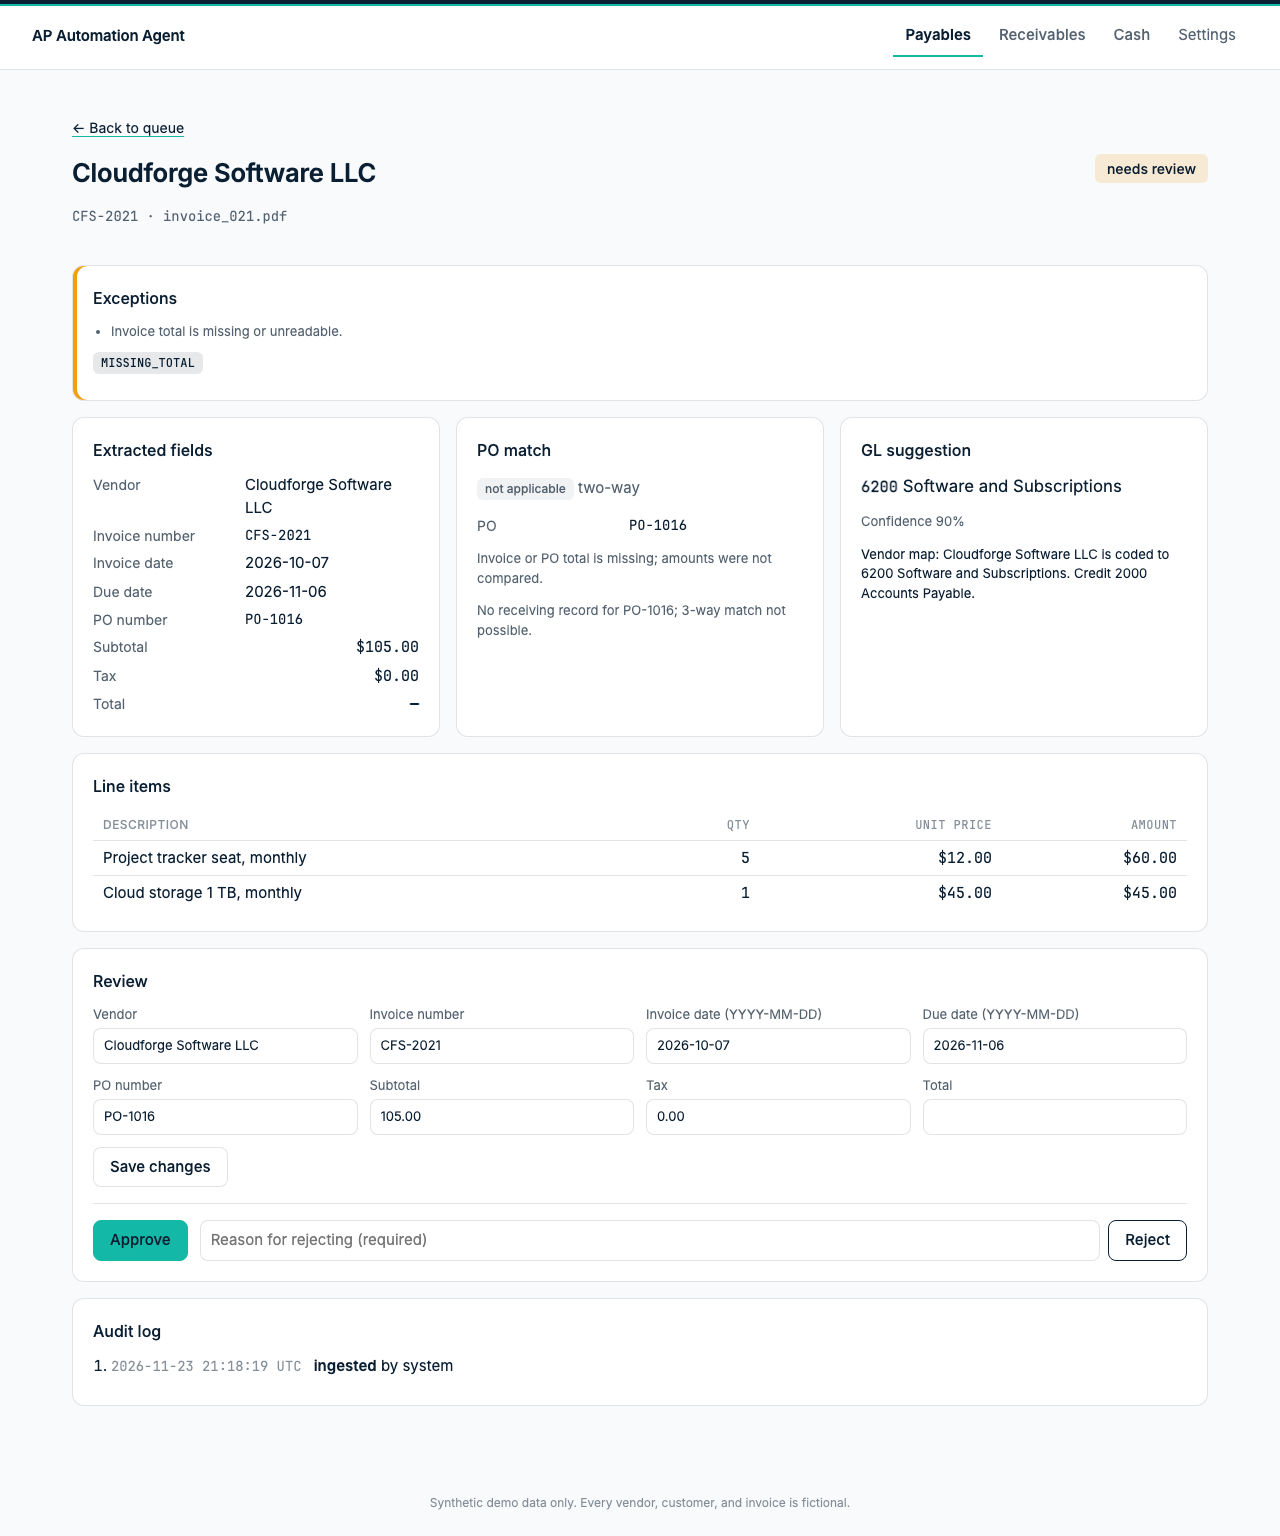 AP Automation Agent
Payables
Receivables
Cash
Settings
← Back to queue
Cloudforge Software LLC
needs review
CFS-2021 · invoice_021.pdf
Exceptions
• Invoice total is missing or unreadable.
MISSING_TOTAL
Extracted fields
Vendor Cloudforge Software
LLC
Invoice number CFS-2021
Invoice date 2026-10-07
Due date 2026-11-06
PO number PO-1016
Subtotal $105.00
Tax $0.00
Total —
PO match
not applicable two-way
PO PO-1016
Invoice or PO total is missing; amounts were not
compared.
No receiving record for PO-1016; 3-way match not
possible.
GL suggestion
6200 Software and Subscriptions
Confidence 90%
Vendor map: Cloudforge Software LLC is coded to
6200 Software and Subscriptions. Credit 2000
Accounts Payable.
Line items
DESCRIPTION QTY UNIT PRICE AMOUNT
Project tracker seat, monthly 5 $12.00 $60.00
Cloud storage 1 TB, monthly 1 $45.00 $45.00
Review
Vendor Invoice number Invoice date (YYYY-MM-DD) Due date (YYYY-MM-DD)
Cloudforge Software LLC CFS-2021 2026-10-07 2026-11-06
PO number Subtotal Tax Total
PO-1016 105.00 0.00
Save changes
Approve Reason for rejecting (required) Reject
Audit log
1. 2026-11-23 21:18:19 UTC ingested by system
Synthetic demo data only. Every vendor, customer, and invoice is fictional.